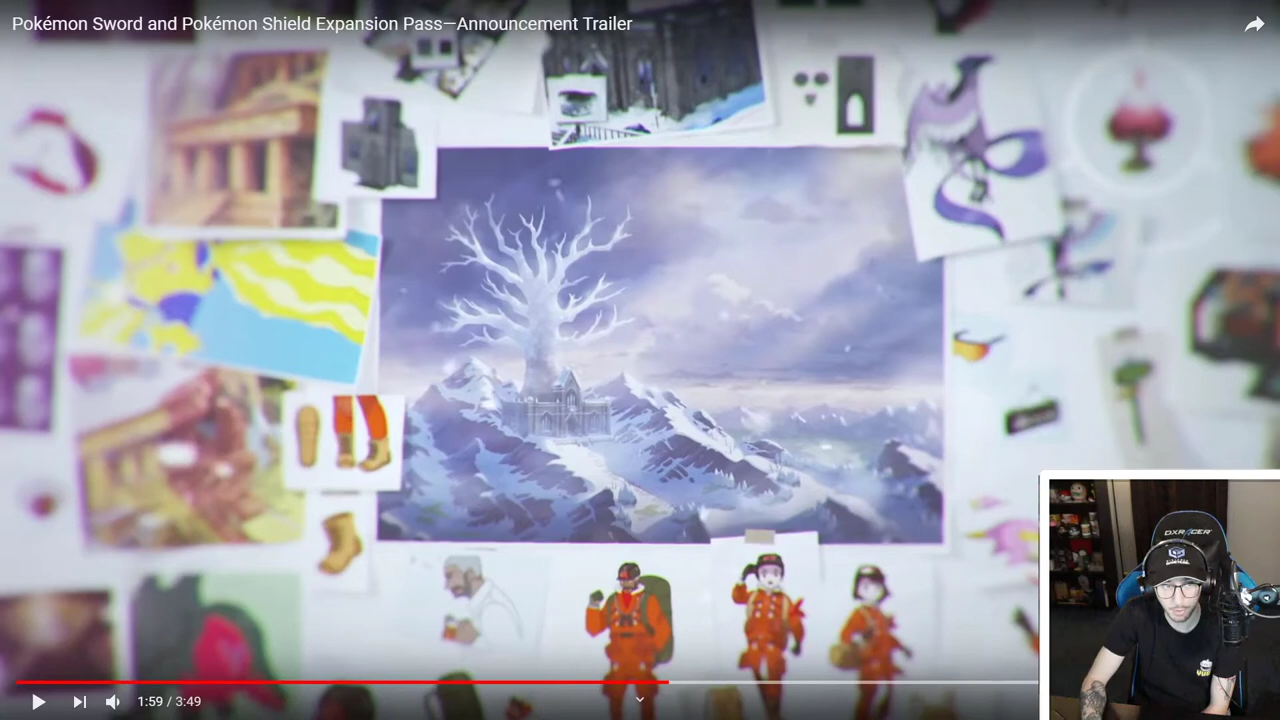 Pokémon Sword and Pokémon Shield Expansion Pass—Announcement Trailer
1:59 / 3:49
DXRACER